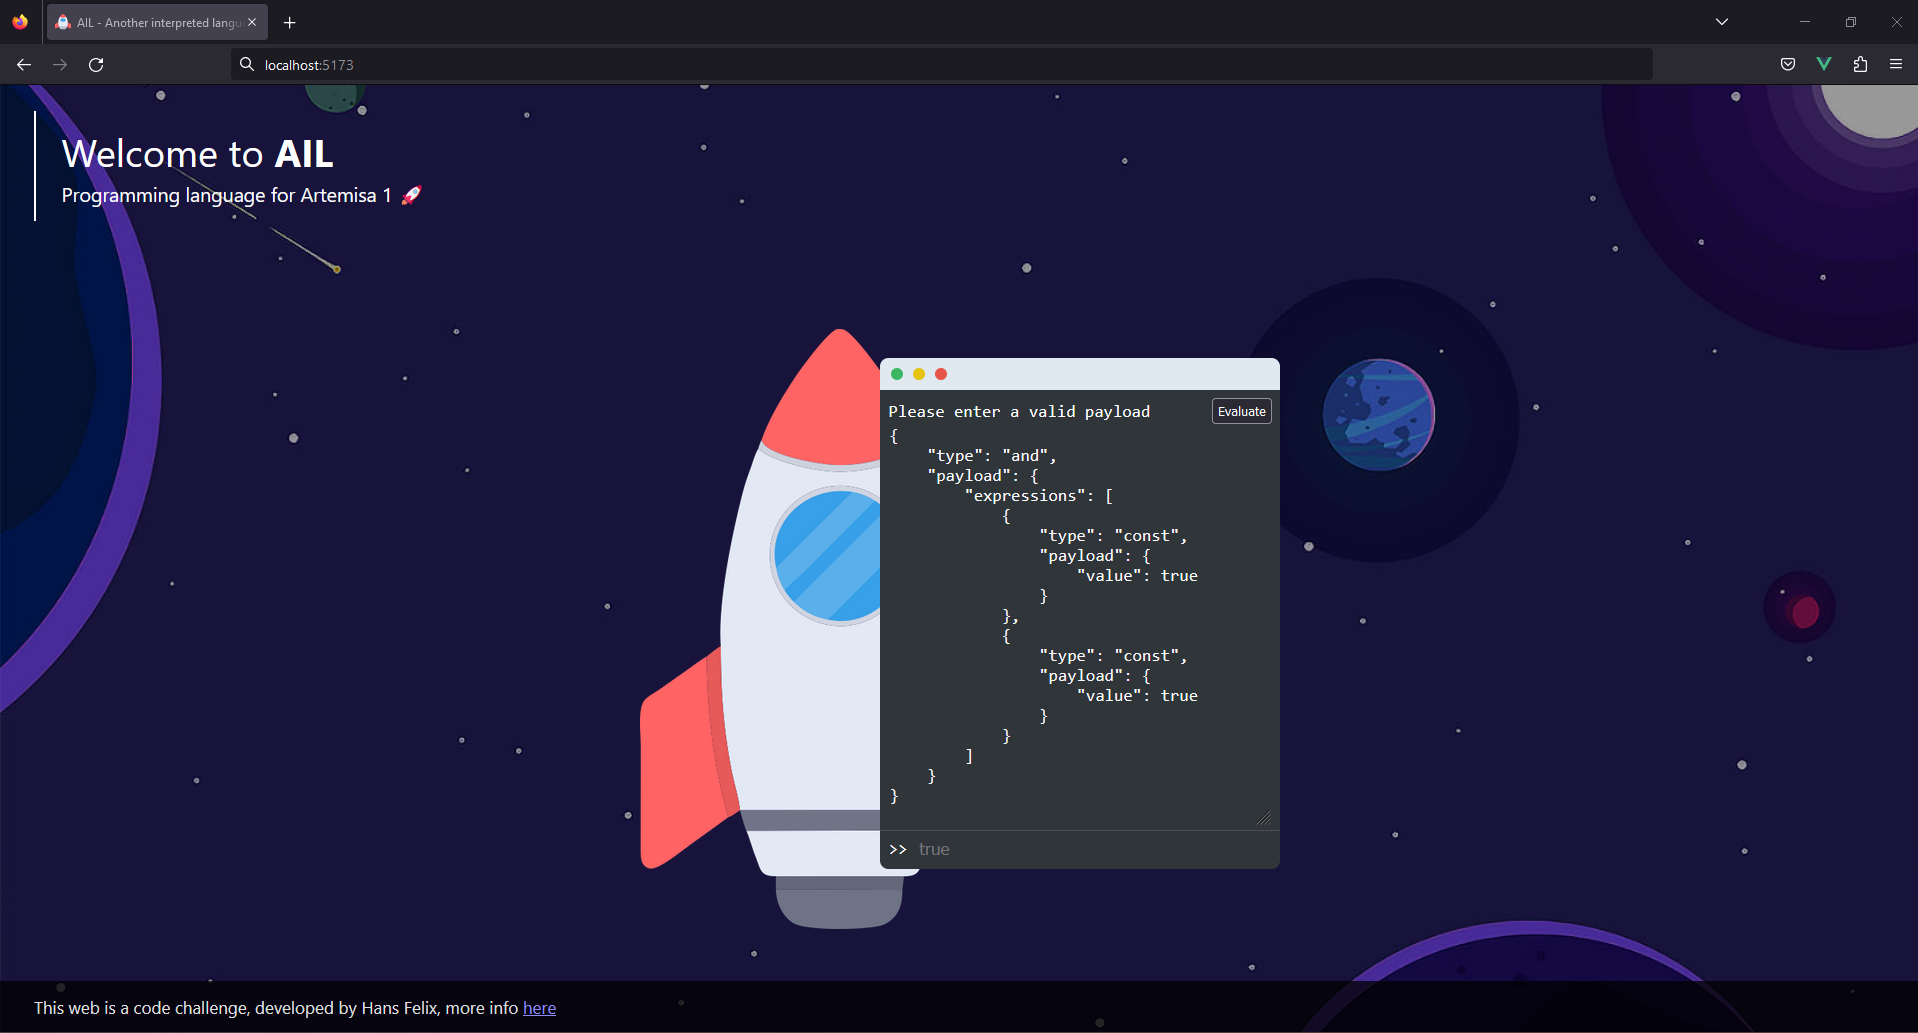 AIL - Another interpreted langu
localhost:5173
Welcome to AIL
Programming language for Artemisa 1 🚀
Please enter a valid payload
Evaluate
{
    "type": "and",
    "payload": {
        "expressions": [
            {
                "type": "const",
                "payload": {
                    "value": true
                }
            },
            {
                "type": "const",
                "payload": {
                    "value": true
                }
            }
        ]
    }
}
>> true
This web is a code challenge, developed by Hans Felix, more info here